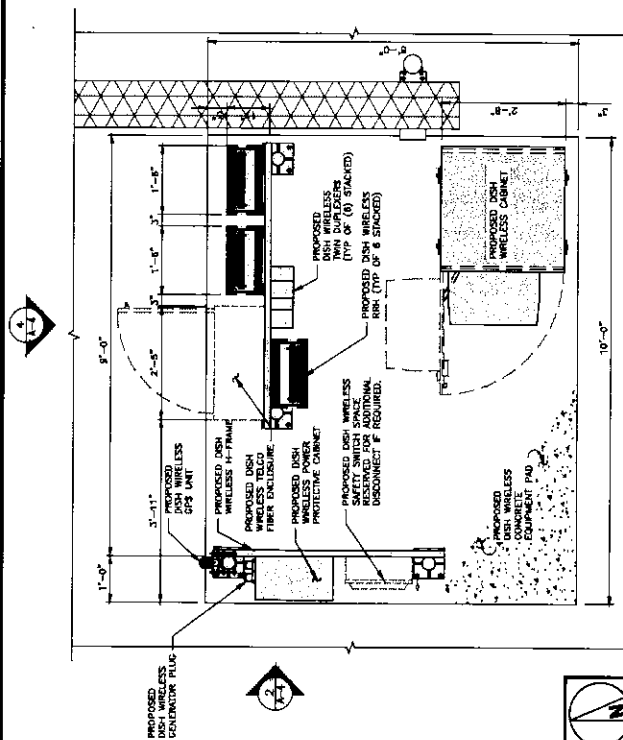 PROPOSED
DISH WIRELESS
GENERATOR PLUG
1'-0"
9'-0"
3'-11"
2'-5"
3"
1'-6"
3"
1'-6"
8'-0"
2'-8"
3"
10'-0"
4
A-4
2
A-4
PROPOSED
DISH WIRELESS
GPS UNIT
PROPOSED DISH
WIRELESS H-FRAME
PROPOSED DISH
WIRELESS TELCO
FIBER ENCLOSURE
PROPOSED DISH
WIRELESS POWER
PROTECTIVE CABINET
PROPOSED DISH WIRELESS
SAFETY SWITCH SPACE
RESERVED FOR ADDITIONAL
DISCONNECT IF REQUIRED.
PROPOSED
DISH WIRELESS
TWIN DUPLEXERS
(TYP OF (6) STACKED)
PROPOSED DISH WIRELESS
RRH (TYP OF 6 STACKED)
PROPOSED DISH
WIRELESS CABINET
PROPOSED
DISH WIRELESS
CONCRETE
EQUIPMENT PAD
N